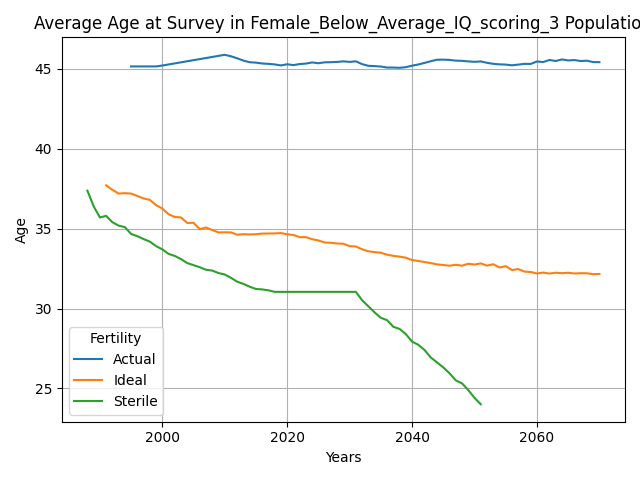 Average Age at Survey in Female_Below_Average_IQ_scoring_3 Populatio
45
40
35
30
25
Age
Fertility
Actual
Ideal
Sterile
2000
2020
2040
2060
Years